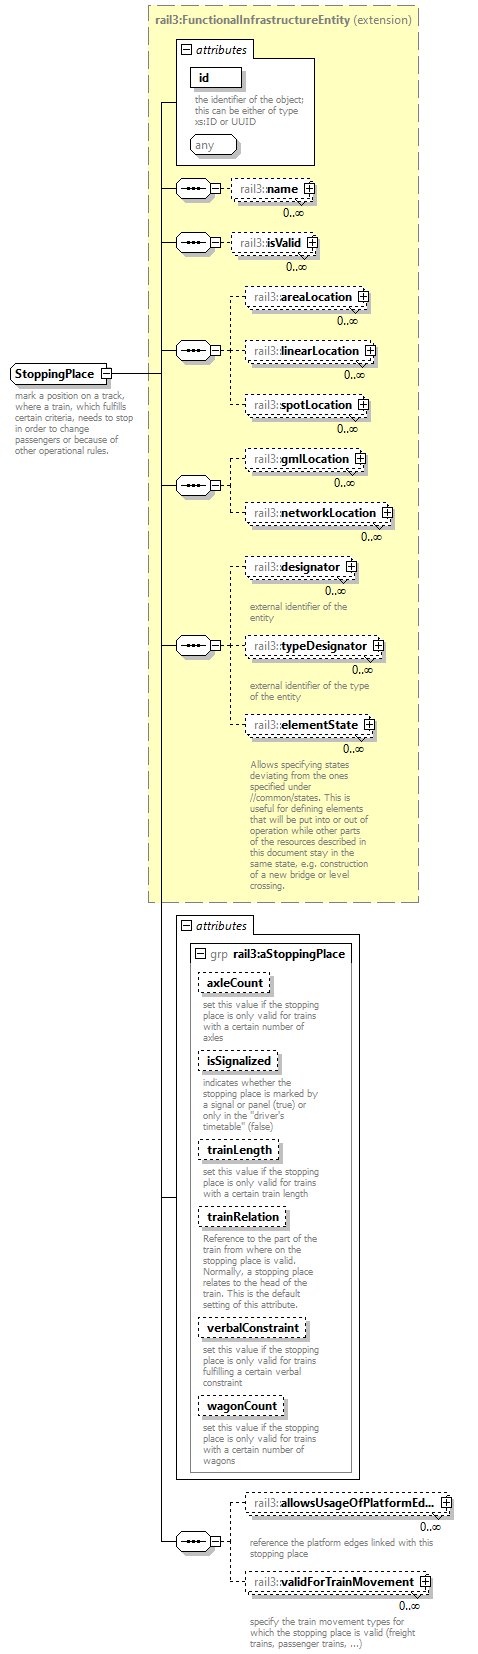 rail3:FunctionalInfrastructureEntity (extension)
attributes
id
the identifier of the object;
this can be either of type
xs:ID or UUID
any
rail3::name
0..∞
rail3::isValid
0..∞
rail3::areaLocation
0..∞
rail3::linearLocation
0..∞
rail3::spotLocation
0..∞
StoppingPlace
mark a position on a track,
where a train, which fulfills
certain criteria, needs to stop
in order to change
passengers or because of
other operational rules.
rail3::gmlLocation
0..∞
rail3::networkLocation
0..∞
rail3::designator
0..∞
external identifier of the
entity
rail3::typeDesignator
0..∞
external identifier of the type
of the entity
rail3::elementState
0..∞
Allows specifying states
deviating from the ones
specified under
//common/states. This is
useful for defining elements
that will be put into or out of
operation while other parts
of the resources described in
this document stay in the
same state, e.g. construction
of a new bridge or level
crossing.
attributes
grp rail3:aStoppingPlace
axleCount
set this value if the stopping
place is only valid for trains
with a certain number of
axles
isSignalized
indicates whether the
stopping place is marked by
a signal or panel (true) or
only in the "driver's
timetable" (false)
trainLength
set this value if the stopping
place is only valid for trains
with a certain train length
trainRelation
Reference to the part of the
train from where on the
stopping place is valid.
Normally, a stopping place
relates to the head of the
train. This is the default
setting of this attribute.
verbalConstraint
set this value if the stopping
place is only valid for trains
fulfilling a certain verbal
constraint
wagonCount
set this value if the stopping
place is only valid for trains
with a certain number of
wagons
rail3::allowsUsageOfPlatformEd...
0..∞
reference the platform edges linked with this
stopping place
rail3::validForTrainMovement
0..∞
specify the train movement types for
which the stopping place is valid (freight
trains, passenger trains, ...)